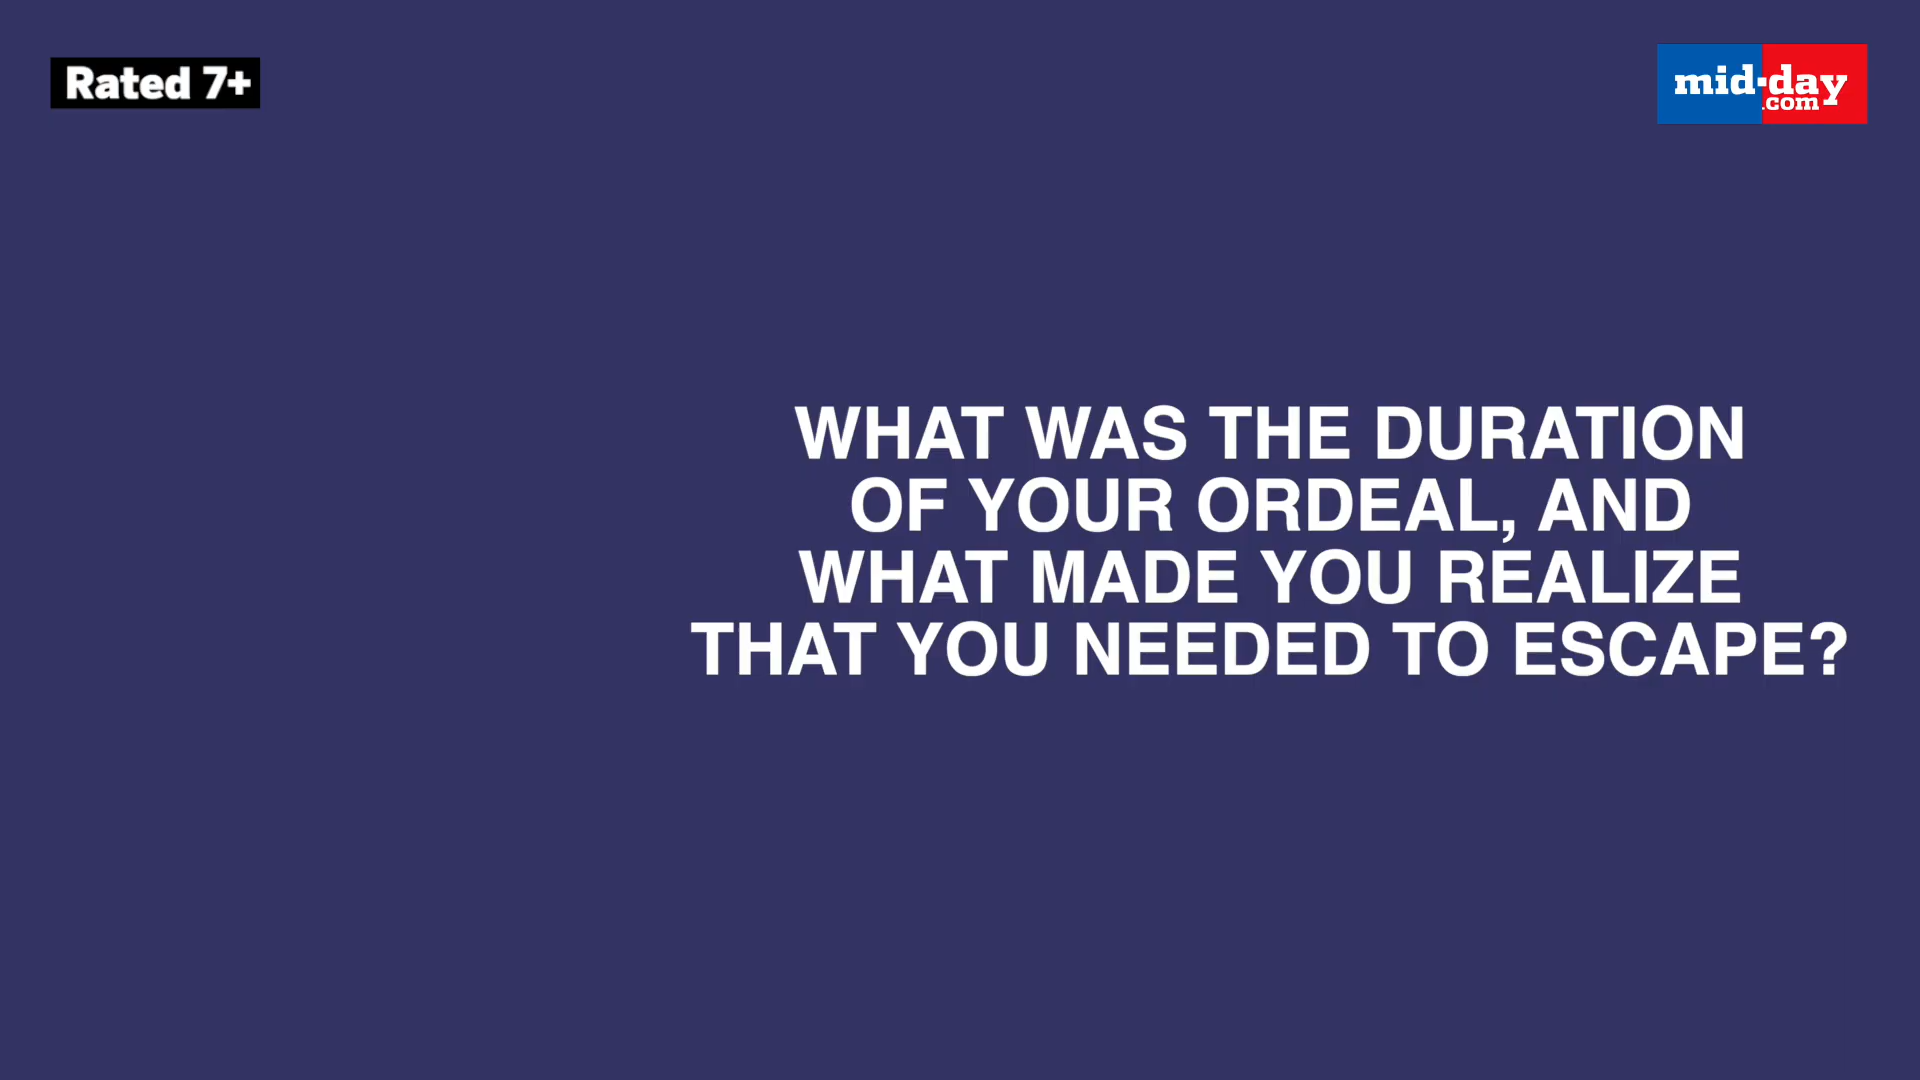 Rated 7+
mid-day
.com
WHAT WAS THE DURATION
OF YOUR ORDEAL, AND
WHAT MADE YOU REALIZE
THAT YOU NEEDED TO ESCAPE?